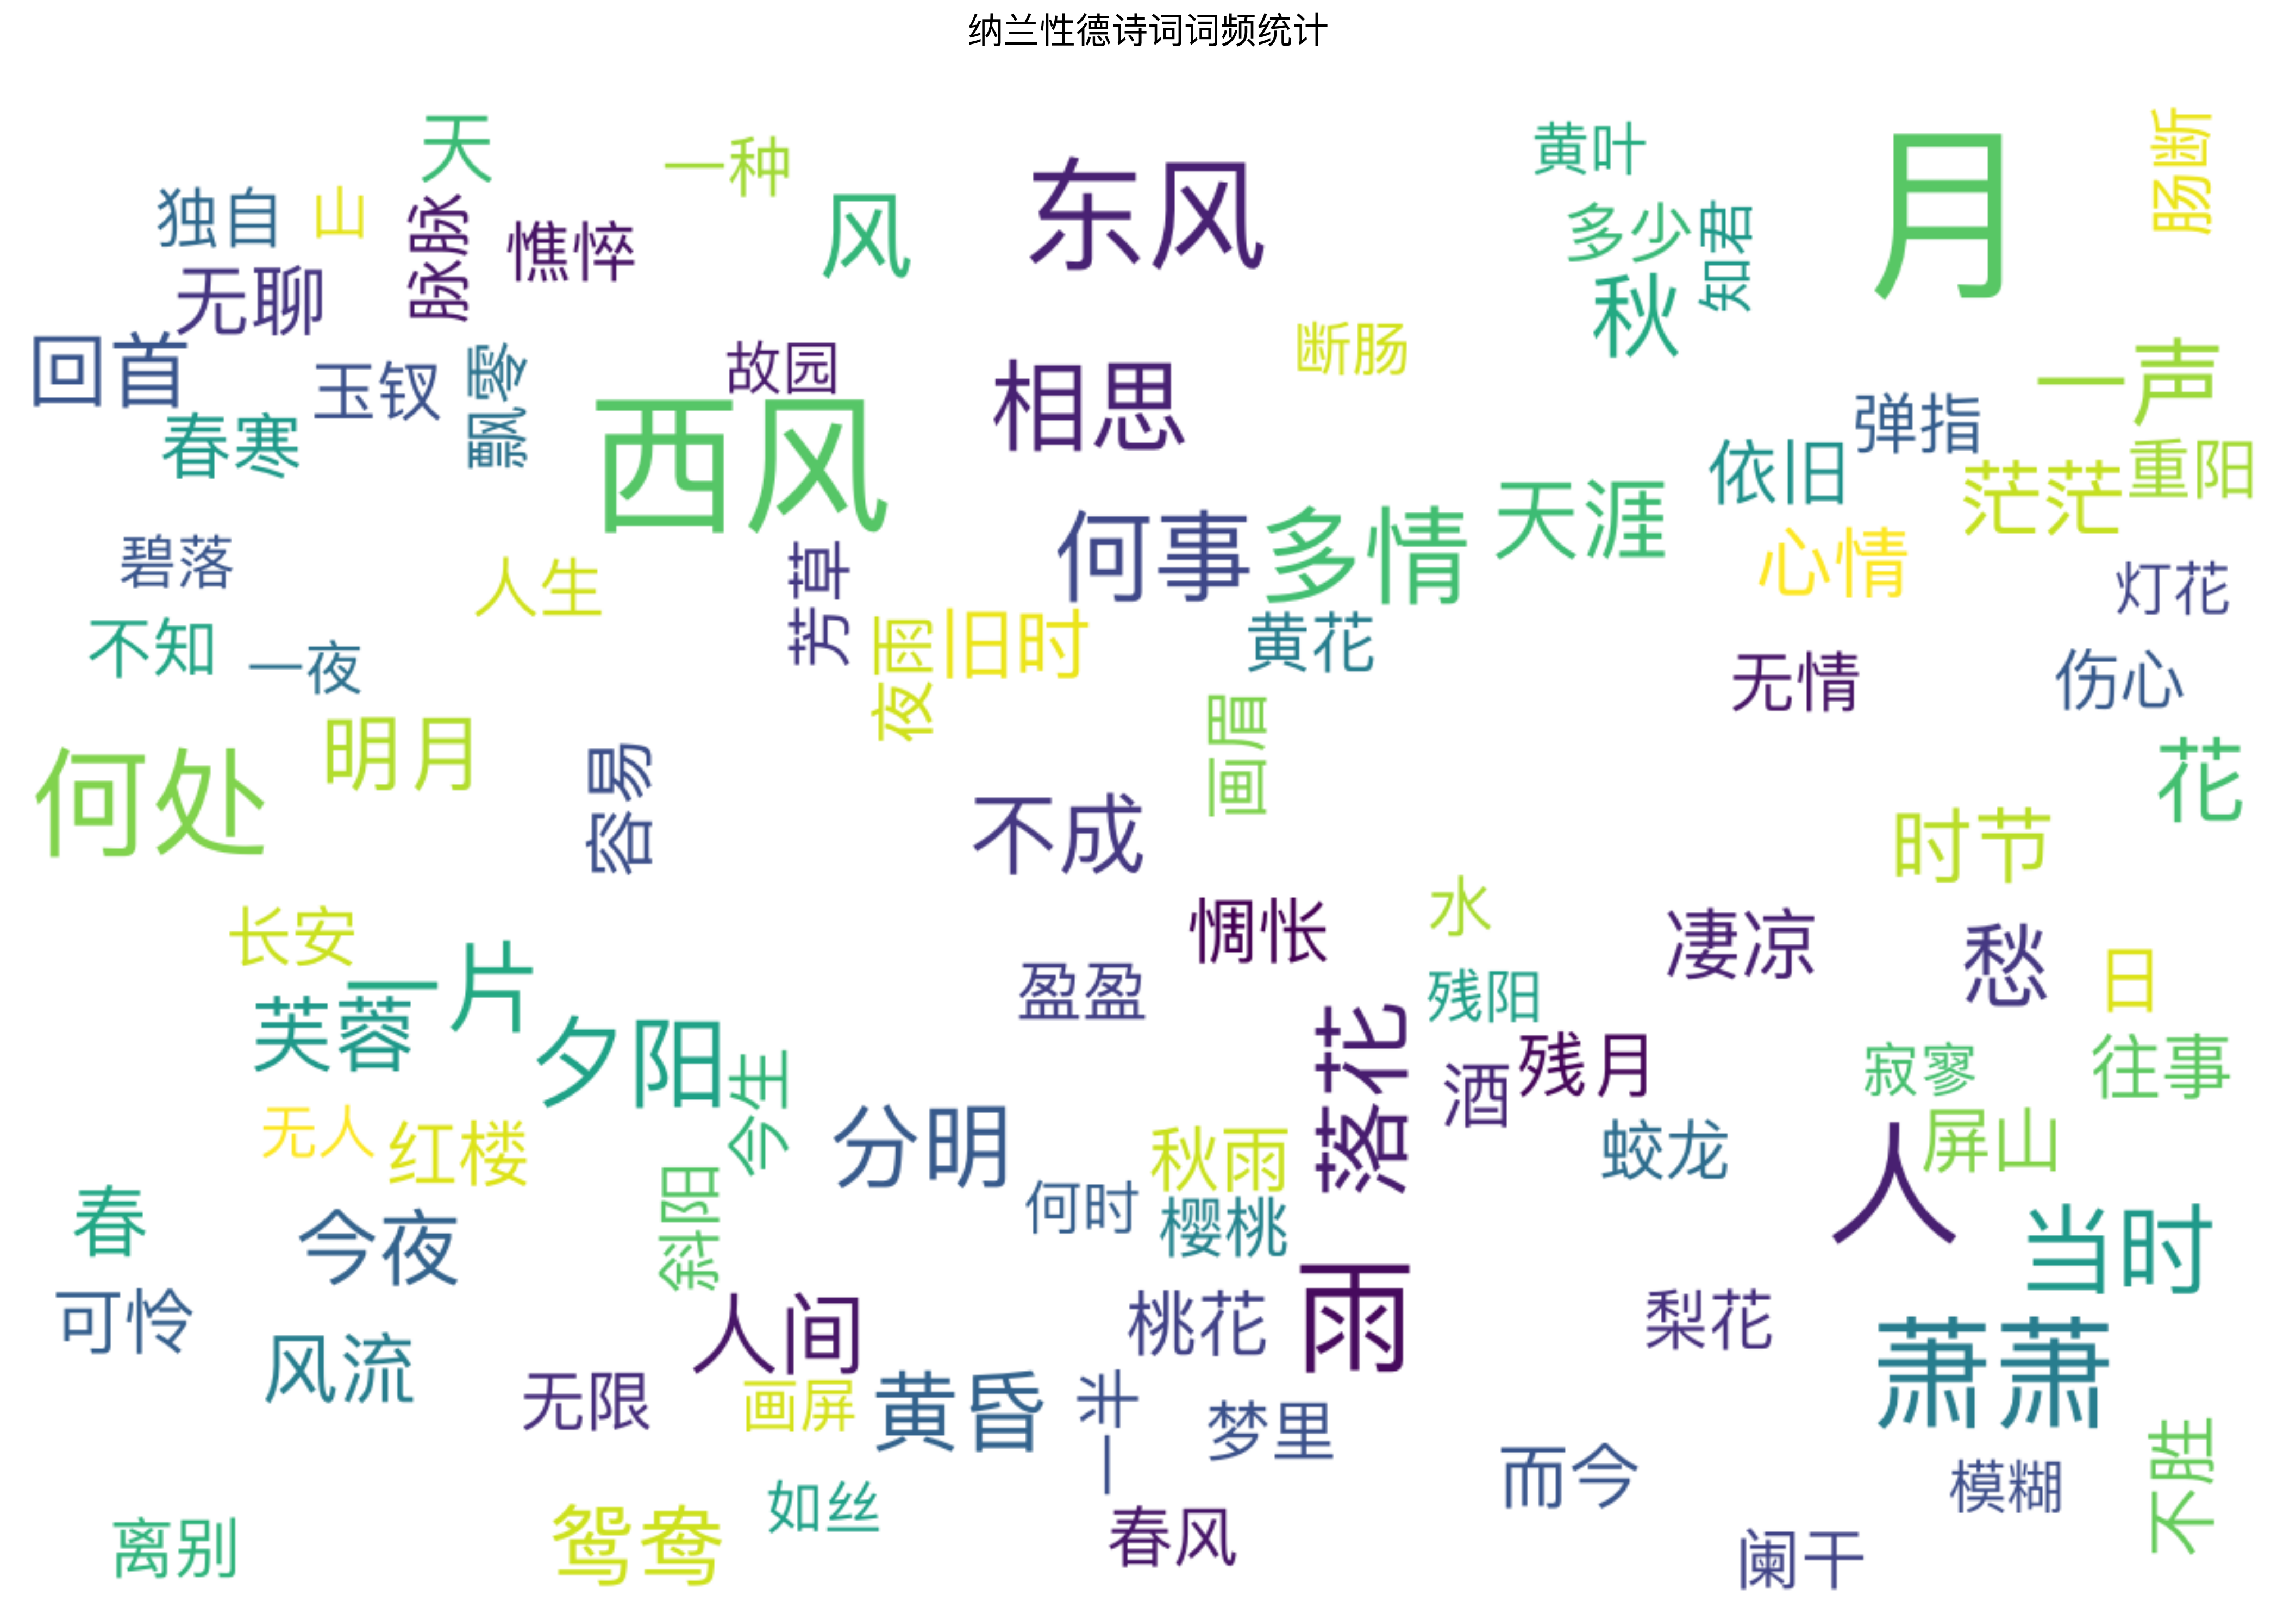 纳兰性德诗词词频统计
天
一种
东风
黄叶
月
肠断
独自
山
脉脉
憔悴
风
多少
知君
无聊
秋
回首
玉钗
飘零
故园
相思
断肠
一声
春寒
西风
弹指
依旧
重阳
茫茫
天涯
何事
多情
心情
碧落
人生
芳草
灯花
不知
一夜
夜雨
旧时
黄花
无情
伤心
明月
画眉
何处
容易
不成
花
时节
长安
一片
惆怅
水
凄凉
愁
日
芙蓉
夕阳
盈盈
残阳
落花
残月
酒
寂寥
往事
今生
无人
红楼
分明
秋雨
蛟龙
人
屏山
春
今夜
斜阳
何时
樱桃
当时
可怜
风流
人间
桃花
雨
梨花
萧萧
无限
画屏
黄昏
一半
梦里
而今
模糊
不胜
离别
鸳鸯
如丝
春风
阑干